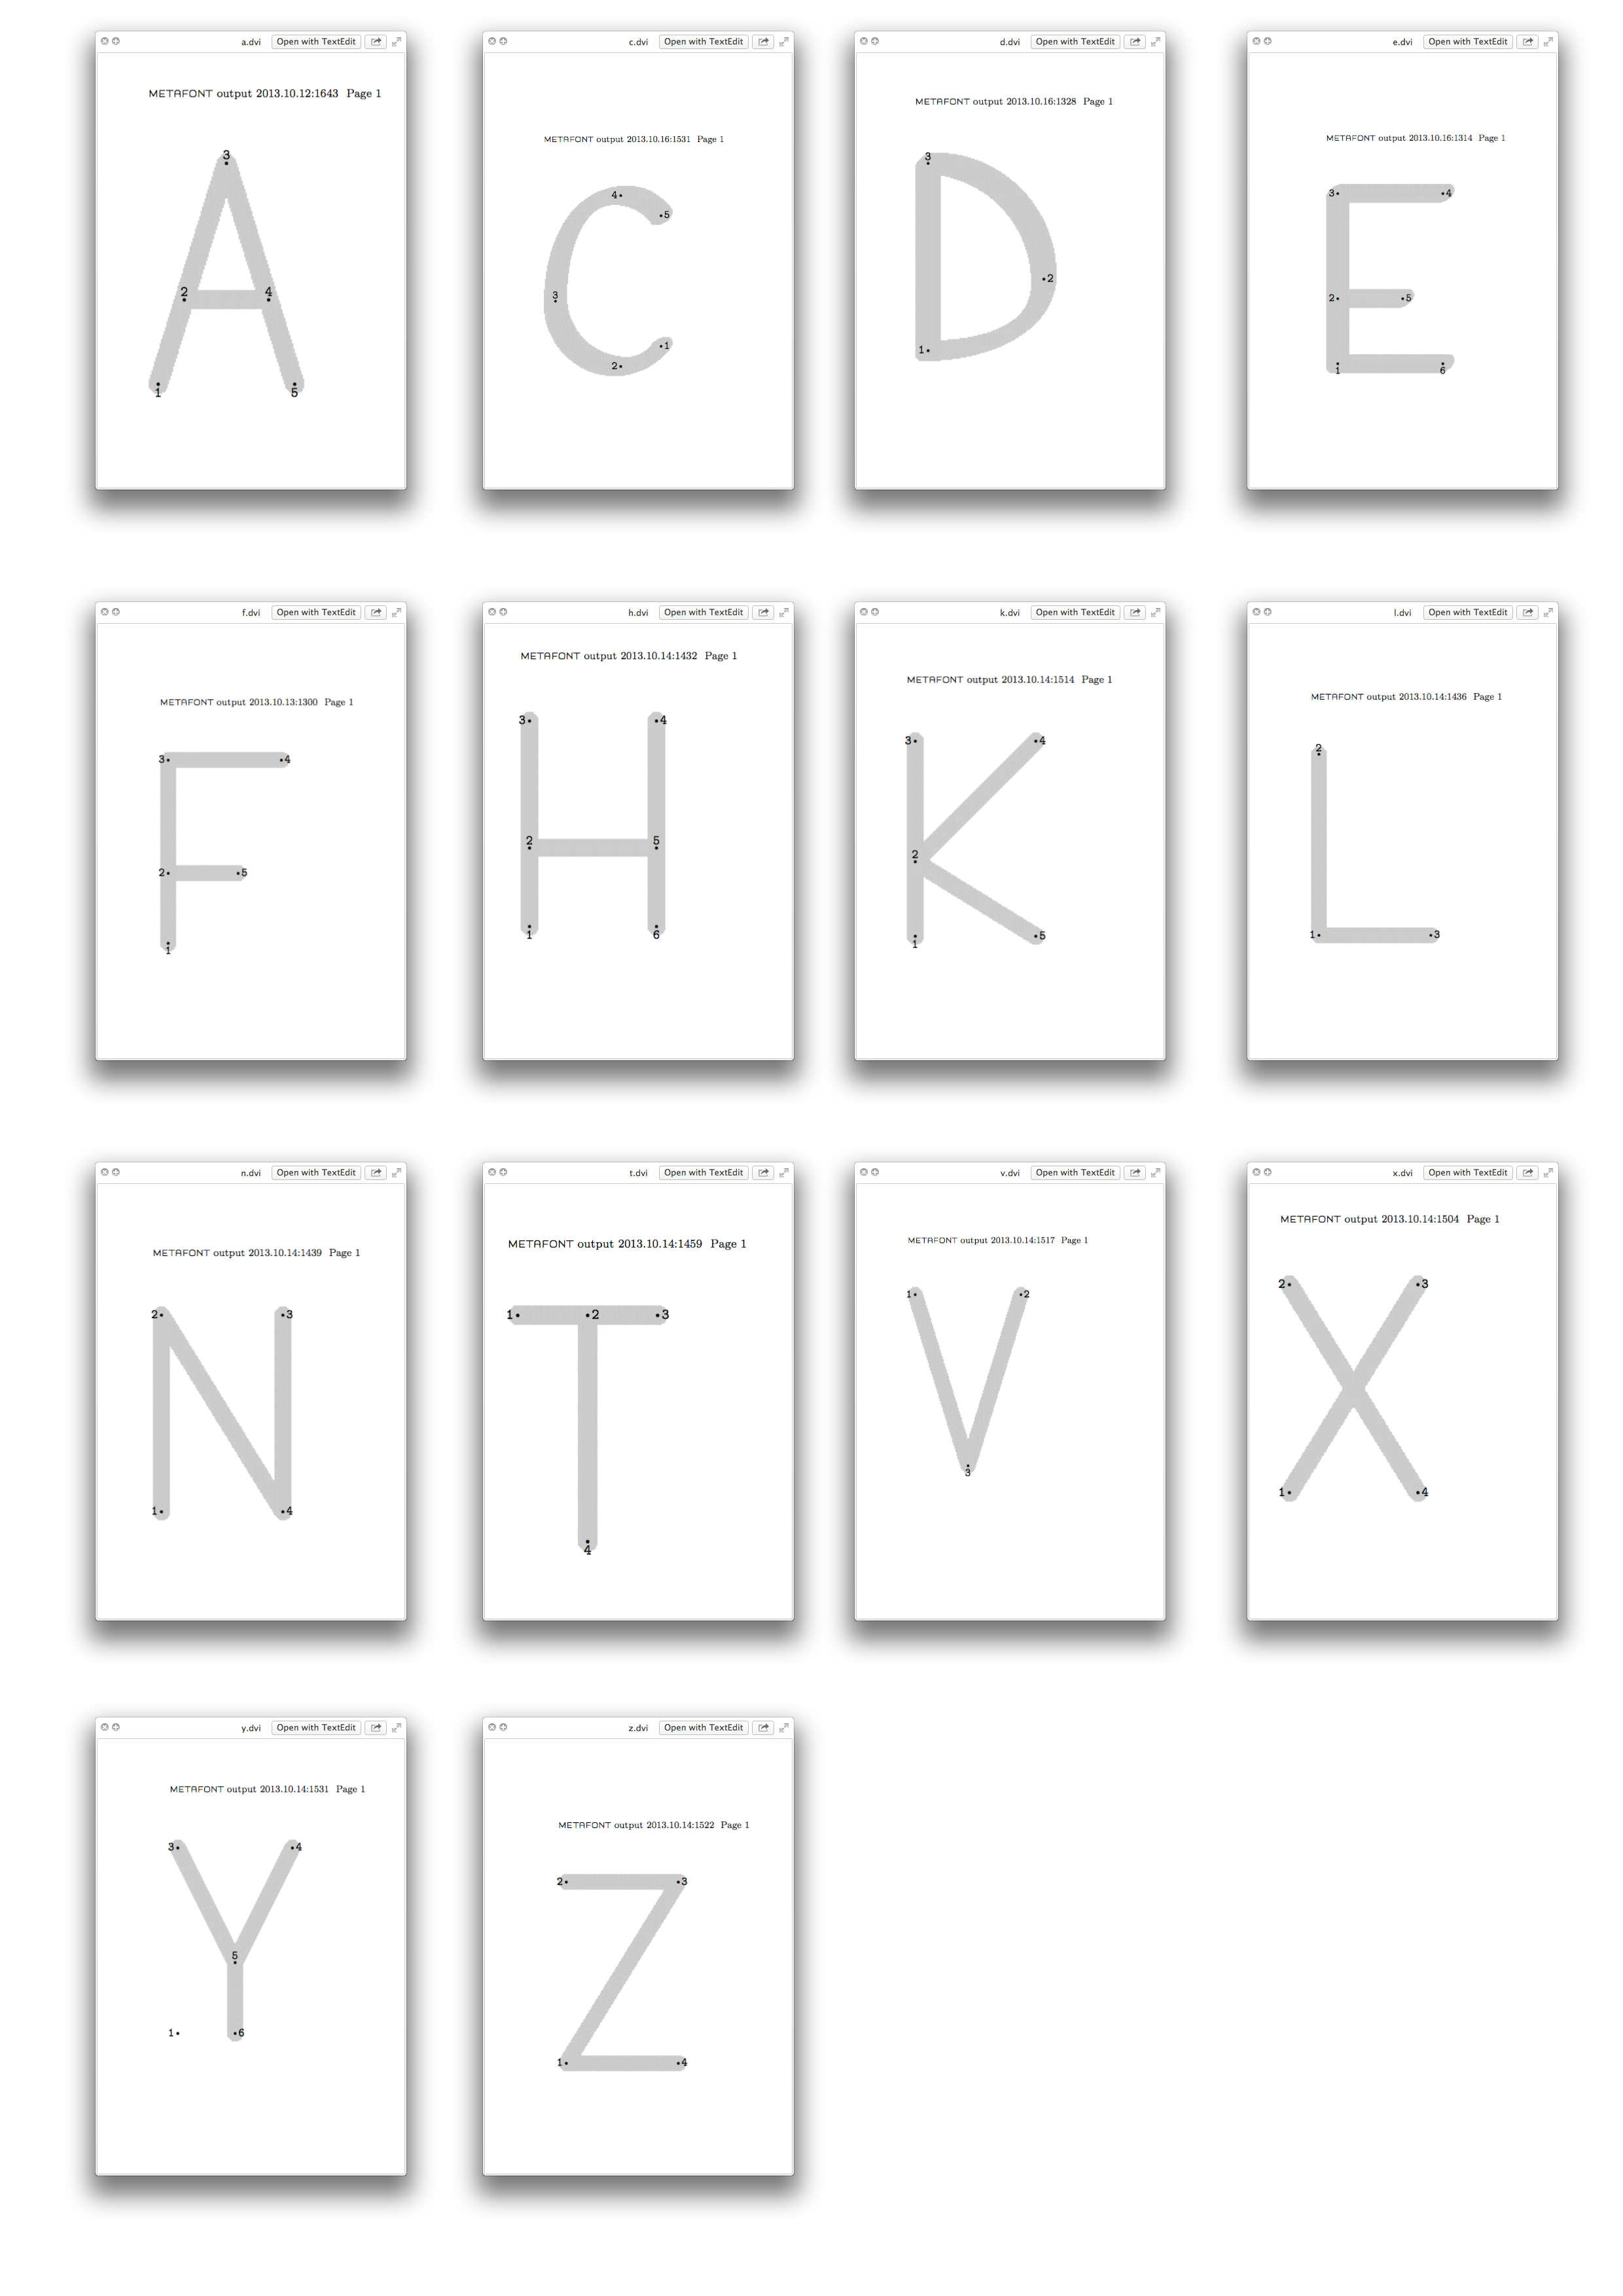 a.dvi Open with TextEdit
METAFONT output 2013.10.12:1643 Page 1
3
2 4
1 5
c.dvi Open with TextEdit
METAFONT output 2013.10.16:1531 Page 1
4
5
3
1
2
d.dvi Open with TextEdit
METAFONT output 2013.10.16:1328 Page 1
3
2
1
e.dvi Open with TextEdit
METAFONT output 2013.10.16:1314 Page 1
3 4
2 5
1 6
f.dvi Open with TextEdit
METAFONT output 2013.10.13:1300 Page 1
3 4
2 5
1
h.dvi Open with TextEdit
METAFONT output 2013.10.14:1432 Page 1
3 4
2 5
1 6
k.dvi Open with TextEdit
METAFONT output 2013.10.14:1514 Page 1
3 4
2
1 5
l.dvi Open with TextEdit
METAFONT output 2013.10.14:1436 Page 1
2
1 3
n.dvi Open with TextEdit
METAFONT output 2013.10.14:1439 Page 1
2 3
1 4
t.dvi Open with TextEdit
METAFONT output 2013.10.14:1459 Page 1
1 2 3
4
v.dvi Open with TextEdit
METAFONT output 2013.10.14:1517 Page 1
1 2
3
x.dvi Open with TextEdit
METAFONT output 2013.10.14:1504 Page 1
2 3
1 4
y.dvi Open with TextEdit
METAFONT output 2013.10.14:1531 Page 1
3 4
5
1 6
z.dvi Open with TextEdit
METAFONT output 2013.10.14:1522 Page 1
2 3
1 4